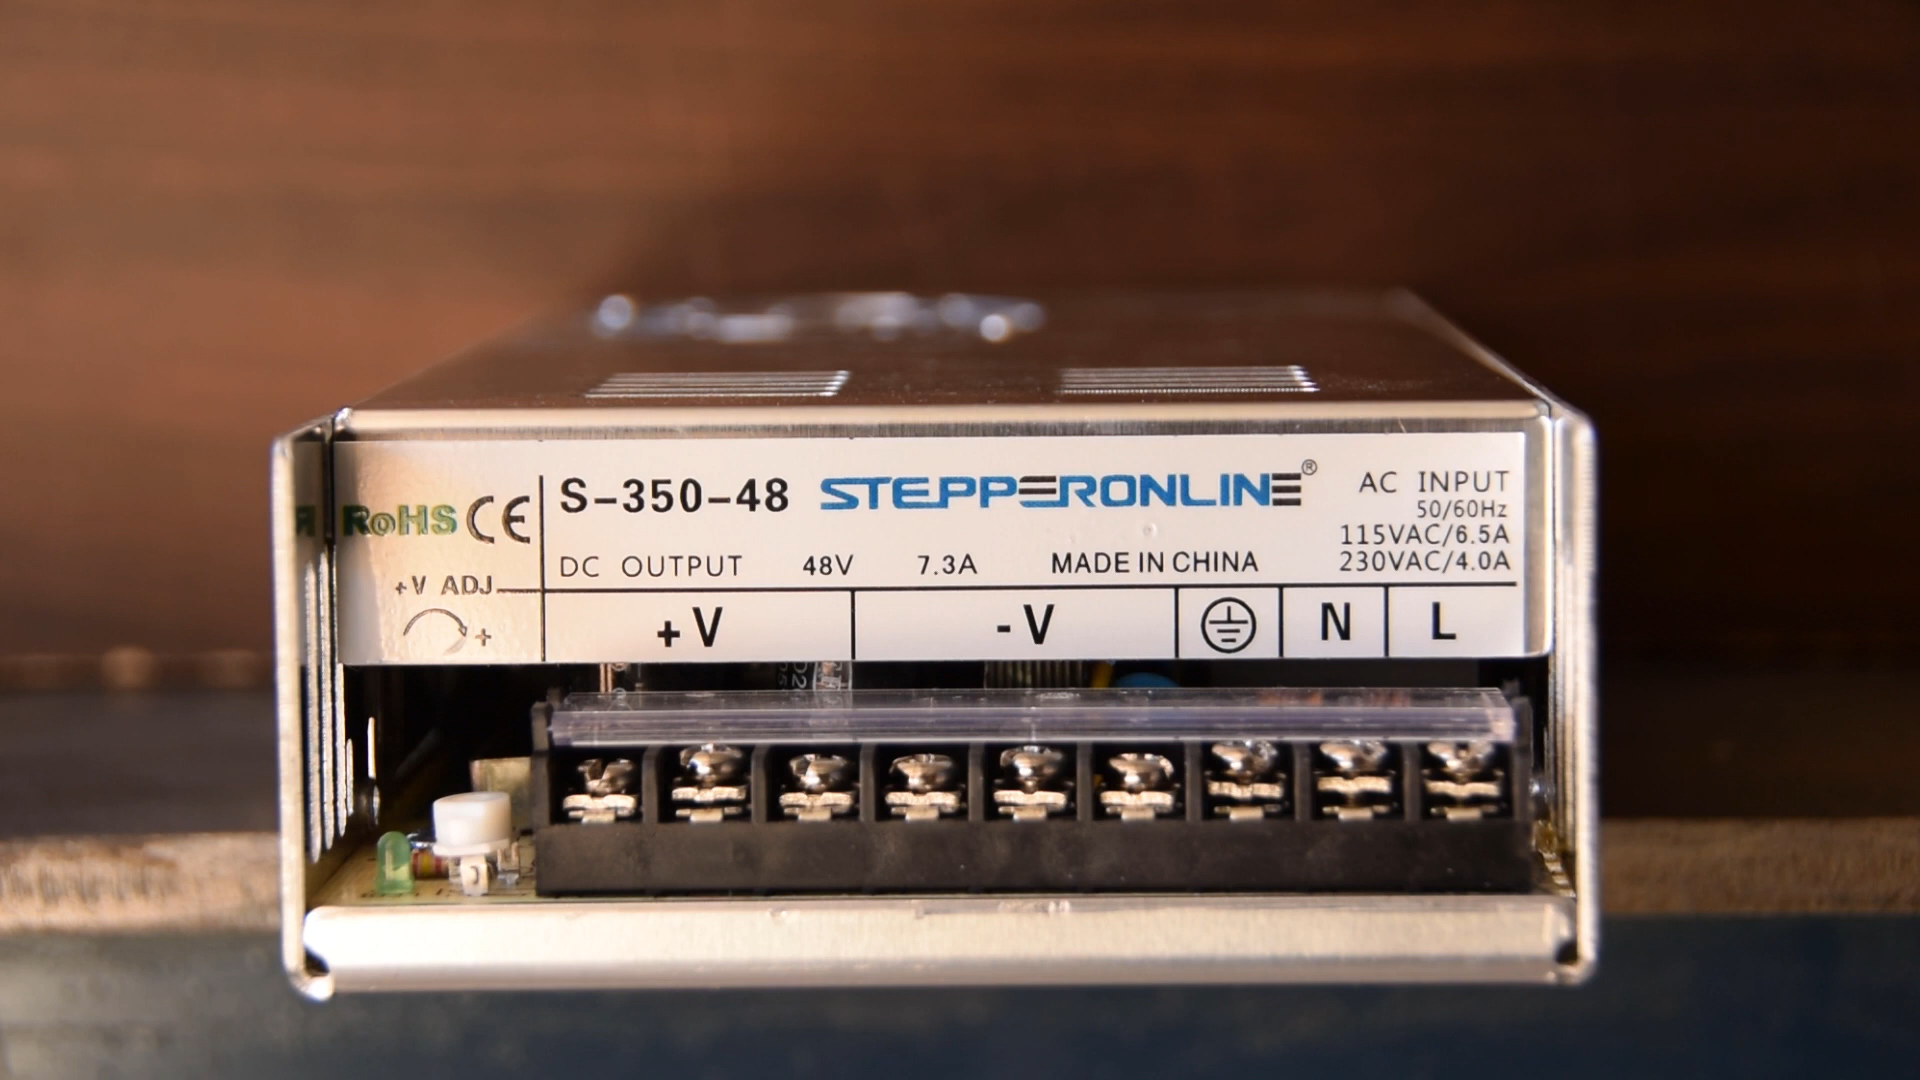 RoHS CE
+V ADJ
+
S-350-48 STEPPERONLINE®
DC OUTPUT 48V 7.3A MADE IN CHINA
AC INPUT
50/60Hz
115VAC/6.5A
230VAC/4.0A
+V -V N L